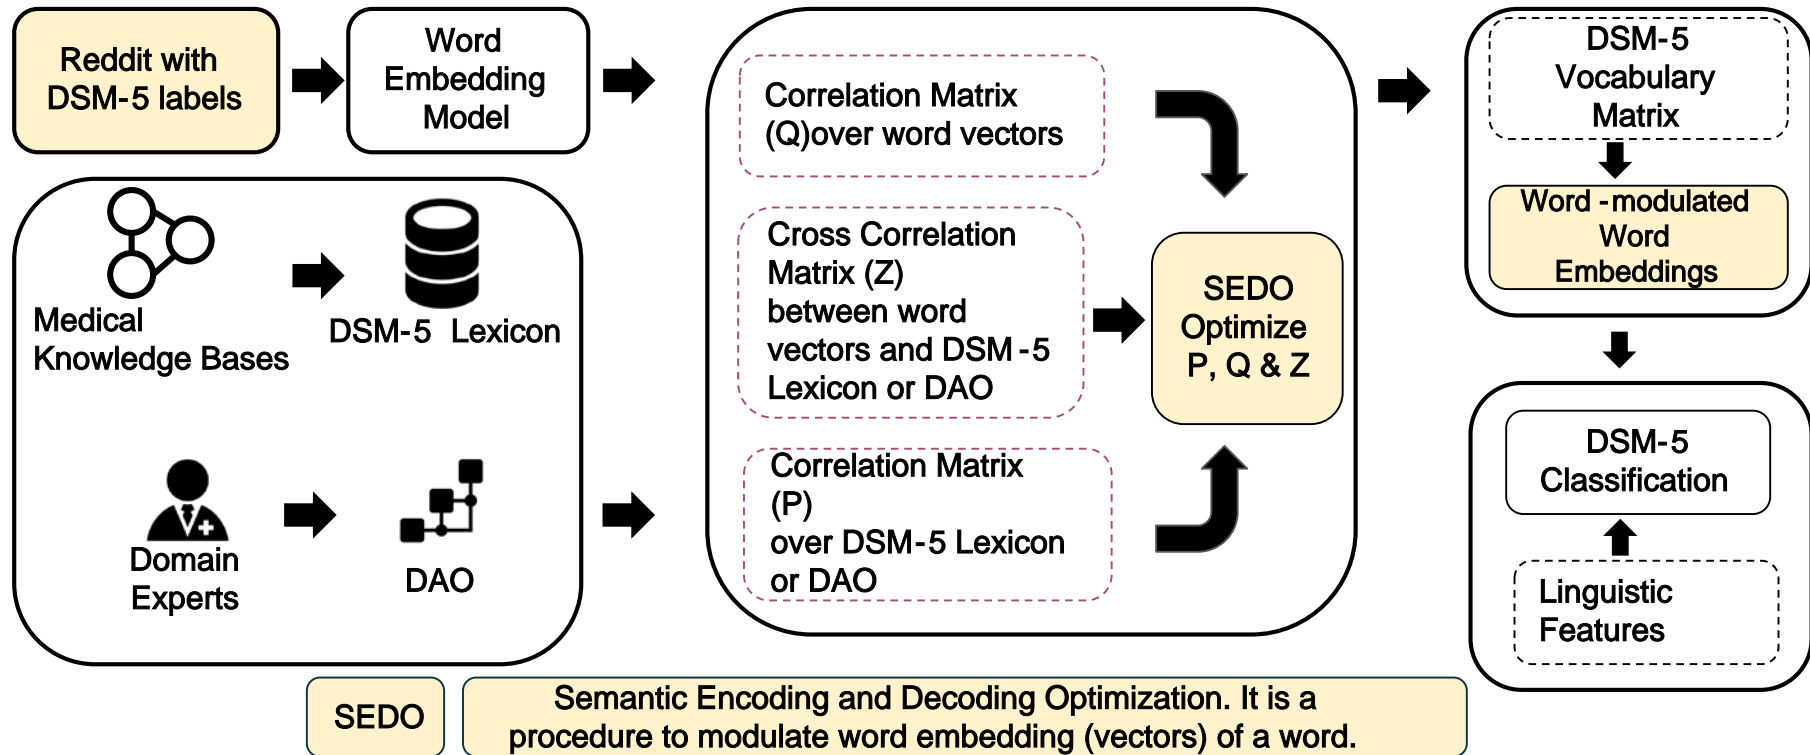 Reddit with
DSM-5 labels
Word
Embedding
Model
Medical
Knowledge Bases
DSM-5 Lexicon
Domain
Experts
DAO
Correlation Matrix
(Q)over word vectors
Cross Correlation
Matrix (Z)
between word
vectors and DSM-5
Lexicon or DAO
Correlation Matrix
(P)
over DSM-5 Lexicon
or DAO
SEDO
Optimize
P, Q & Z
DSM-5
Vocabulary
Matrix
Word -modulated
Word
Embeddings
DSM-5
Classification
Linguistic
Features
SEDO
Semantic Encoding and Decoding Optimization. It is a
procedure to modulate word embedding (vectors) of a word.